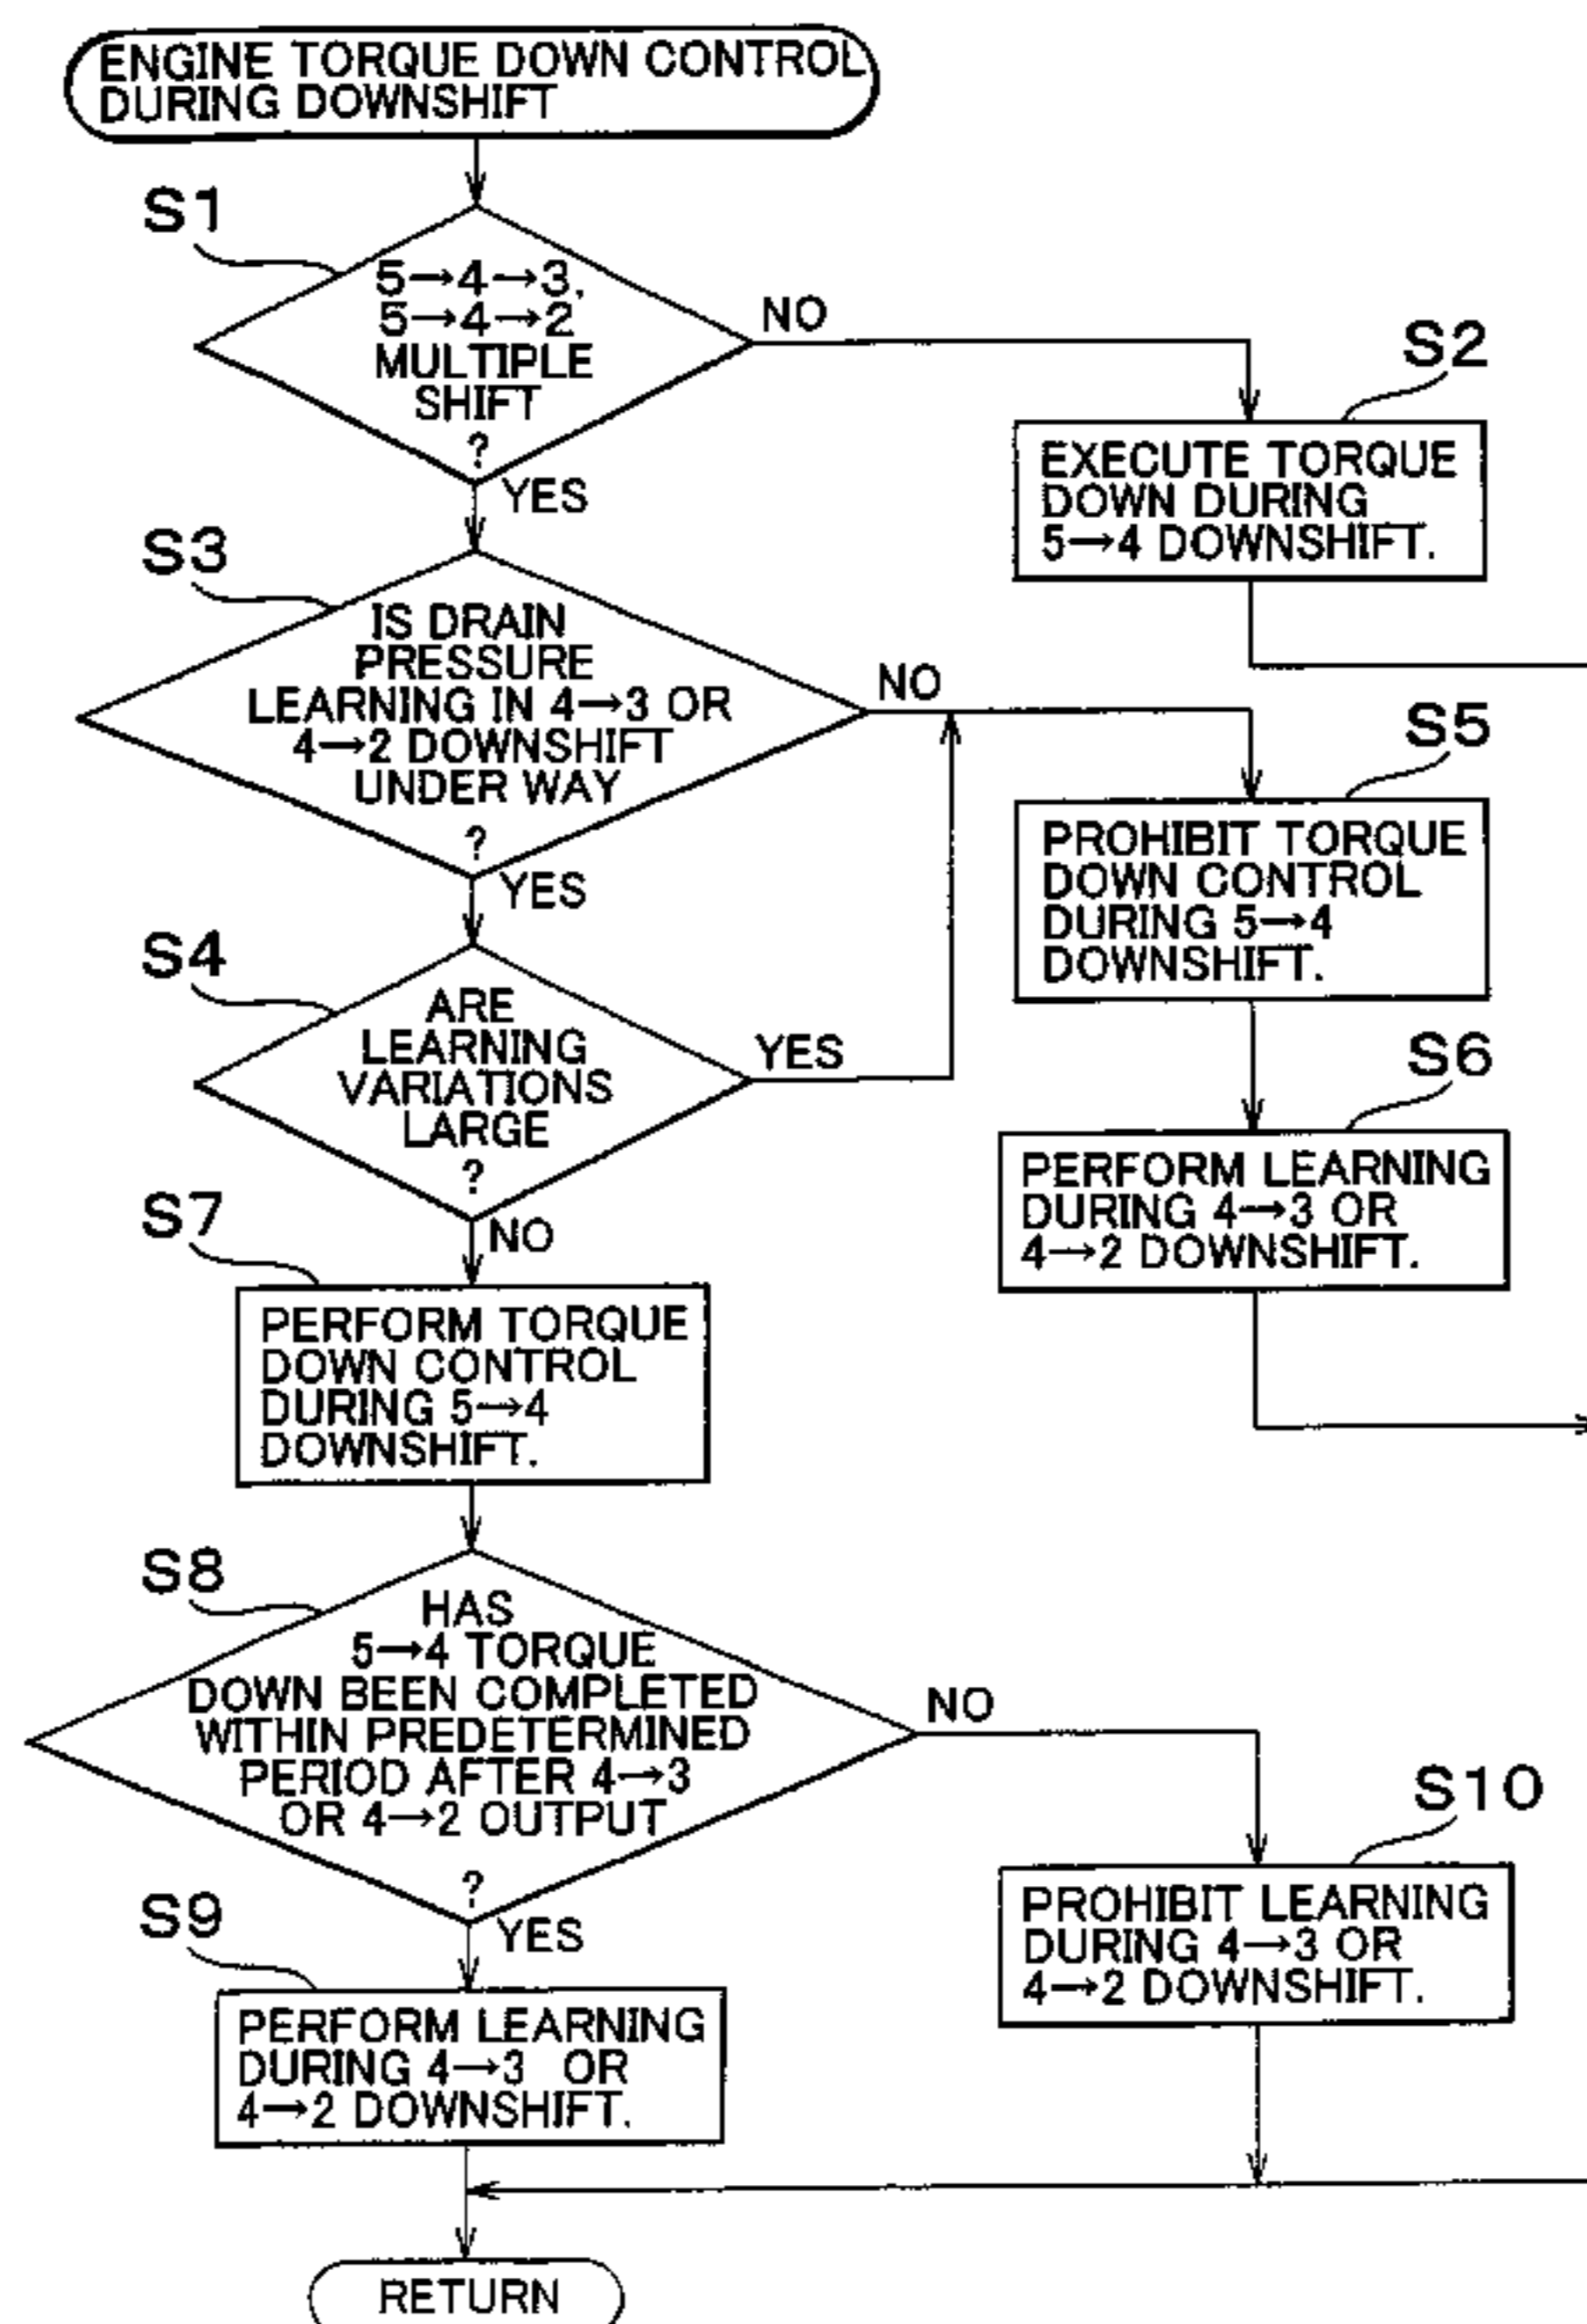 ENGINE TORQUE DOWN CONTROL
DURING DOWNSHIFT
S1
5→4→3,
5→4→2
MULTIPLE
SHIFT
?
NO
YES
S2
EXECUTE TORQUE
DOWN DURING
5→4 DOWNSHIFT.
S3
IS DRAIN
PRESSURE
LEARNING IN 4→3 OR
4→2 DOWNSHIFT
UNDER WAY
?
NO
YES
S5
PROHIBIT TORQUE
DOWN CONTROL
DURING 5→4
DOWNSHIFT.
S4
ARE
LEARNING
VARIATIONS
LARGE
?
YES
NO
S6
PERFORM LEARNING
DURING 4→3 OR
4→2 DOWNSHIFT.
S7
PERFORM TORQUE
DOWN CONTROL
DURING 5→4
DOWNSHIFT.
S8
HAS
5→4 TORQUE
DOWN BEEN COMPLETED
WITHIN PREDETERMINED
PERIOD AFTER 4→3
OR 4→2 OUTPUT
?
NO
YES
S10
PROHIBIT LEARNING
DURING 4→3 OR
4→2 DOWNSHIFT.
S9
PERFORM LEARNING
DURING 4→3 OR
4→2 DOWNSHIFT.
RETURN